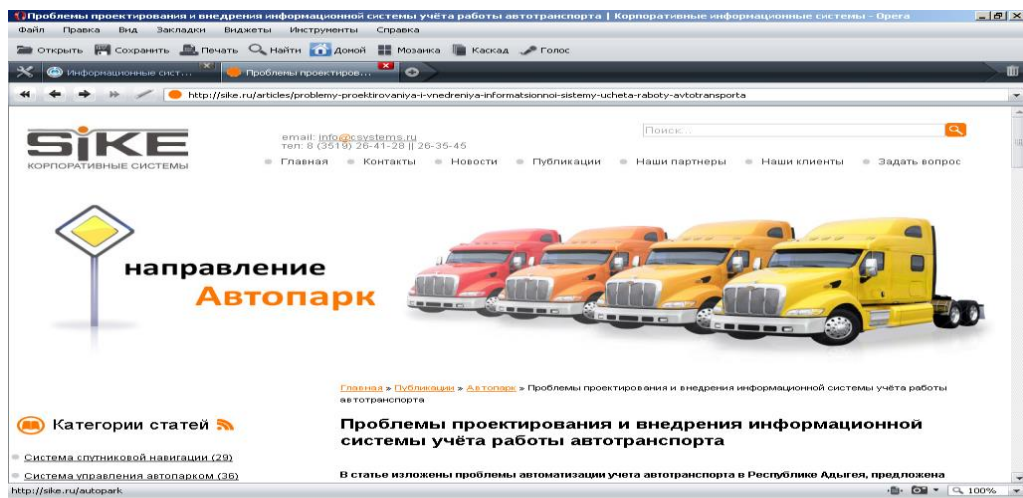 Проблемы проектирования и внедрения информационной системы учёта работы автотранспорта | Корпоративные информационные системы - Opera
Файл Правка Вид Закладки Виджеты Инструменты Справка
Открыть Сохранить Печать Найти Домой Мозаика Каскад Голос
Информационные сист... Проблемы проектиров...
http://sike.ru/articles/problemy-proektirovaniya-i-vnedreniya-informatsionnoi-sistemy-ucheta-raboty-avtotransporta
SIKE
КОРПОРАТИВНЫЕ СИСТЕМЫ
email: info@csystems.ru
тел: 8 (3519) 26-41-28 || 26-35-45
Поиск...
Главная Контакты Новости Публикации Наши партнеры Наши клиенты Задать вопрос
направление
Автопарк
Главная » Публикации » Автопарк » Проблемы проектирования и внедрения информационной системы учёта работы
автотранспорта
Категории статей
Проблемы проектирования и внедрения информационной
системы учёта работы автотранспорта
Система спутниковой навигации (29)
Система управления автопарком (36)
В статье изложены проблемы автоматизации учета автотранспорта в Республике Адыгея, предложена
http://sike.ru/autopark
100%